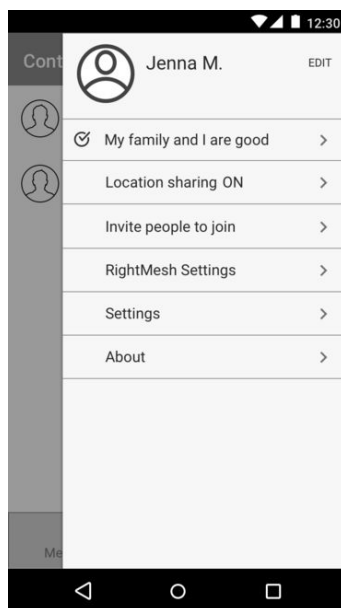 12:30
Cont
Jenna M.
EDIT
My family and I are good
Location sharing ON
Invite people to join
RightMesh Settings
Settings
About
Me